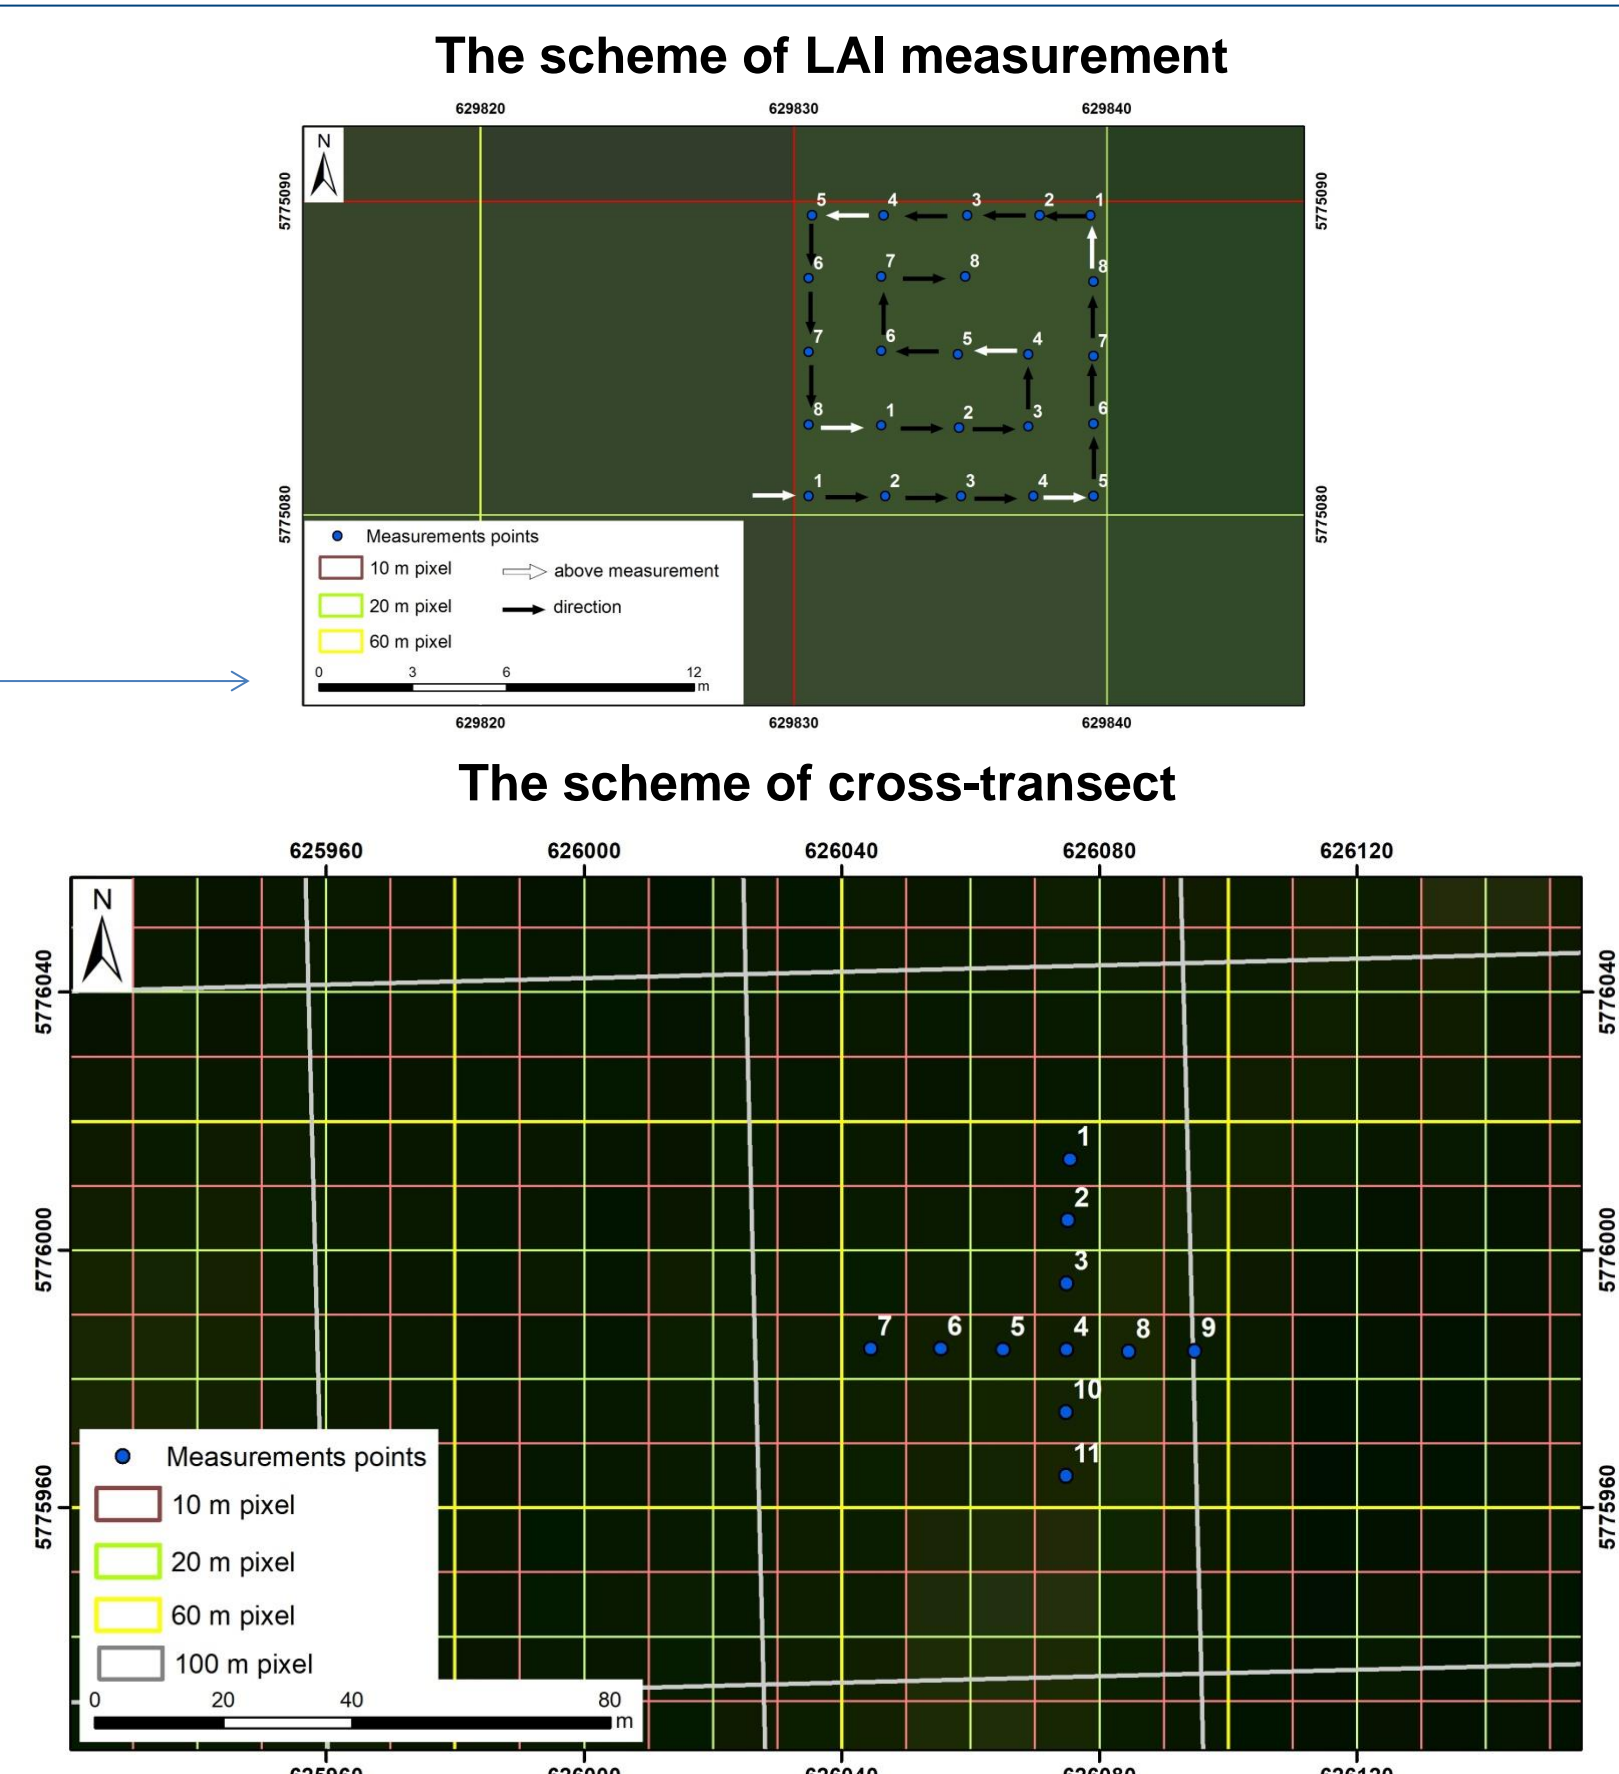 The scheme of LAI measurement
629820 629830 629840
N
5775090 5775090
5 4 3 2 1
6 7 8 8
7 6 5 4 7
8 1 2 3 6
1 2 3 4 5
5775080 5775080
Measurements points
10 m pixel above measurement
20 m pixel direction
60 m pixel
0 3 6 12
m
629820 629830 629840
The scheme of cross-transect
625960 626000 626040 626080 626120
N
5776040 5776040
1
2
5776000 5776000
3
7 6 5 4 8 9
10
11
5775960 5775960
Measurements points
10 m pixel
20 m pixel
60 m pixel
100 m pixel
0 20 40 80
m
625960 626000 626040 626080 626120